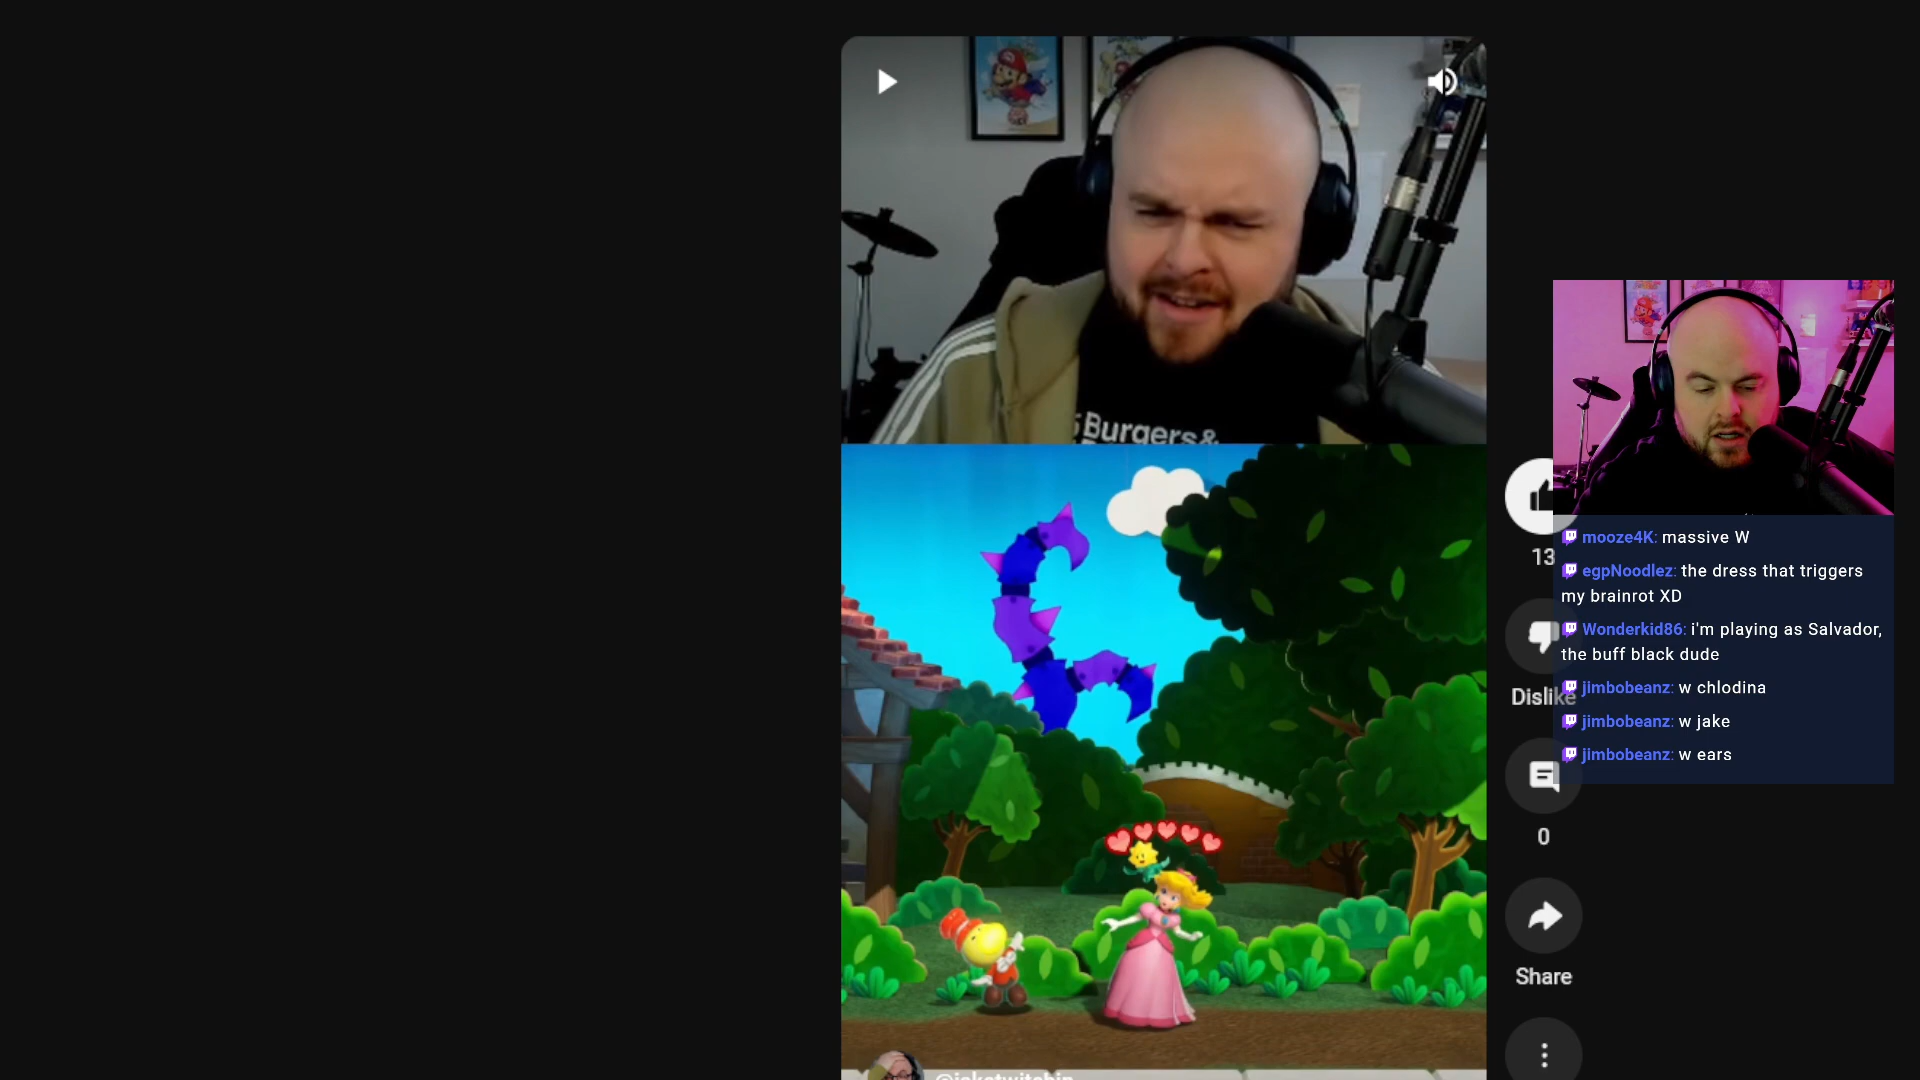 Burgers&
13
Dislike
0
Share
mooze4K: massive W
egpNoodlez: the dress that triggers
my brainrot XD
Wonderkid86: i'm playing as Salvador,
the buff black dude
jimbobeanz: w chlodina
jimbobeanz: w jake
jimbobeanz: w ears